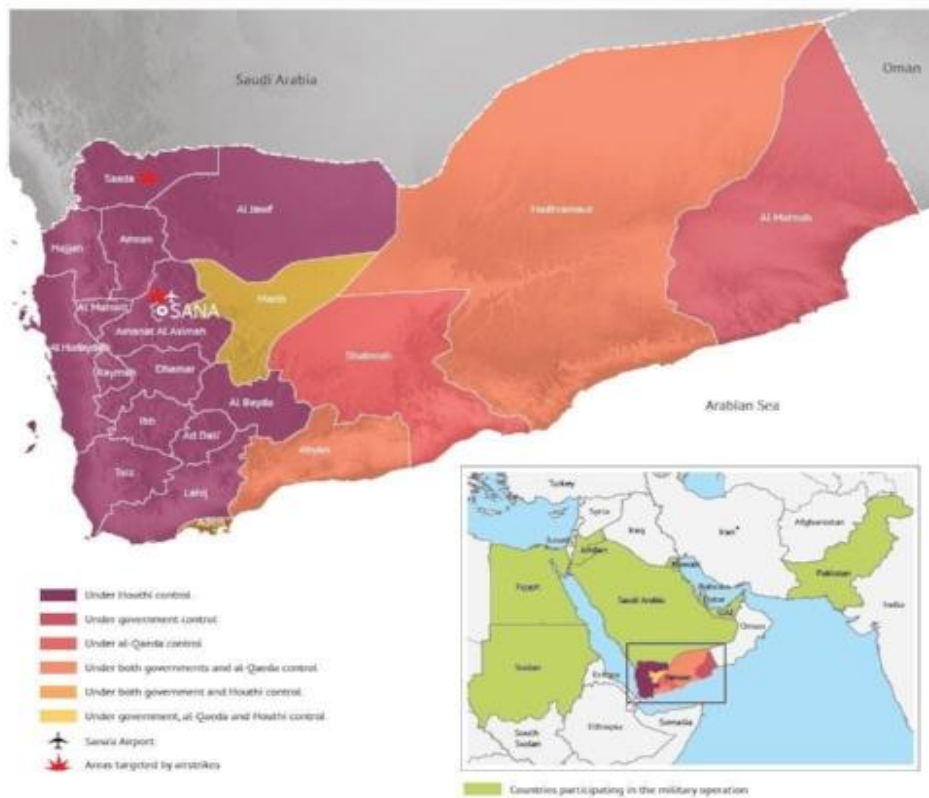 Saudi Arabia
Oman
Saada
Al Jawf
Hadhramaut
Al Mahrah
Hajjah
Amran
Marib
SANA
Al Mahwit
Amanat Al Asimah
Shabwah
Al Hudaydah
Raymah
Dhamar
Al Bayda
Arabian Sea
Ibb
Ad Dali'
Abyan
Taiz
Lahij
Turkey
Syria
Iraq
Iran
Afghanistan
Israel
Jordan
Kuwait
Pakistan
Egypt
Bahrain
Qatar
Saudi Arabia
UAE
India
Oman
Sudan
Yemen
Eritrea
Ethiopia
Somalia
South
Sudan
Under Houthi control
Under government control
Under al-Qaeda control
Under both governments and al-Qaeda control
Under both government and Houthi control
Under government, al-Qaeda and Houthi control
Sana'a Airport
Areas targeted by airstrikes
Countries participating in the military operation